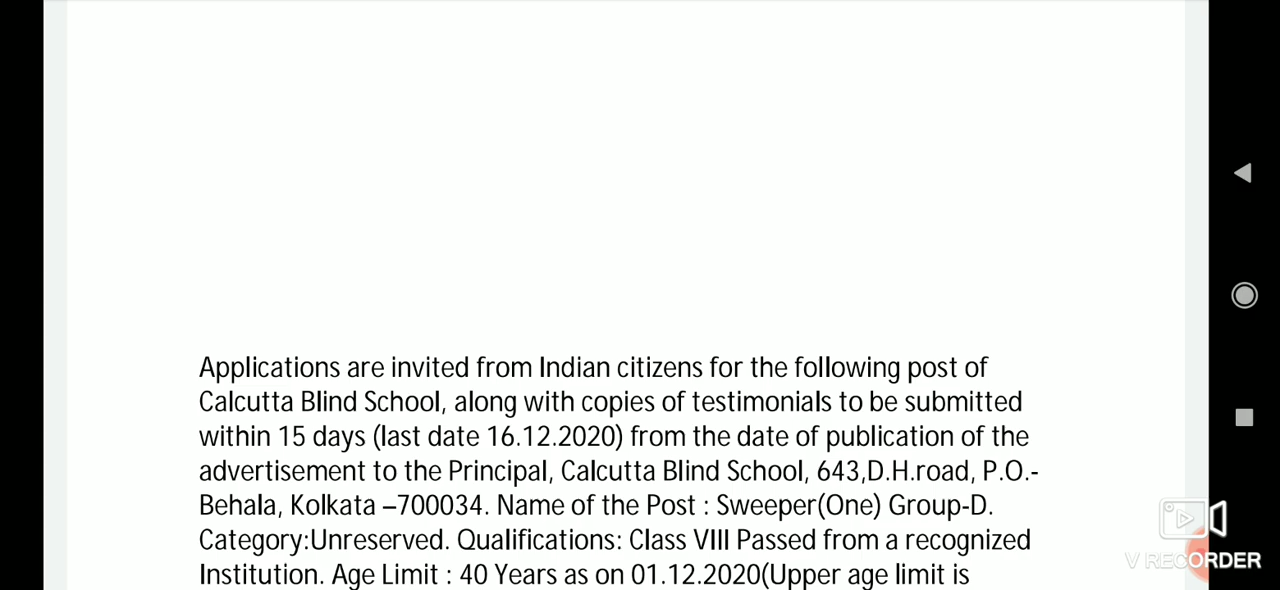 Applications are invited from Indian citizens for the following post of
Calcutta Blind School, along with copies of testimonials to be submitted
within 15 days (last date 16.12.2020) from the date of publication of the
advertisement to the Principal, Calcutta Blind School, 643,D.H.road, P.O.-
Behala, Kolkata –700034. Name of the Post : Sweeper(One) Group-D.
Category:Unreserved. Qualifications: Class VIII Passed from a recognized
Institution. Age Limit : 40 Years as on 01.12.2020(Upper age limit is
V RECORDER